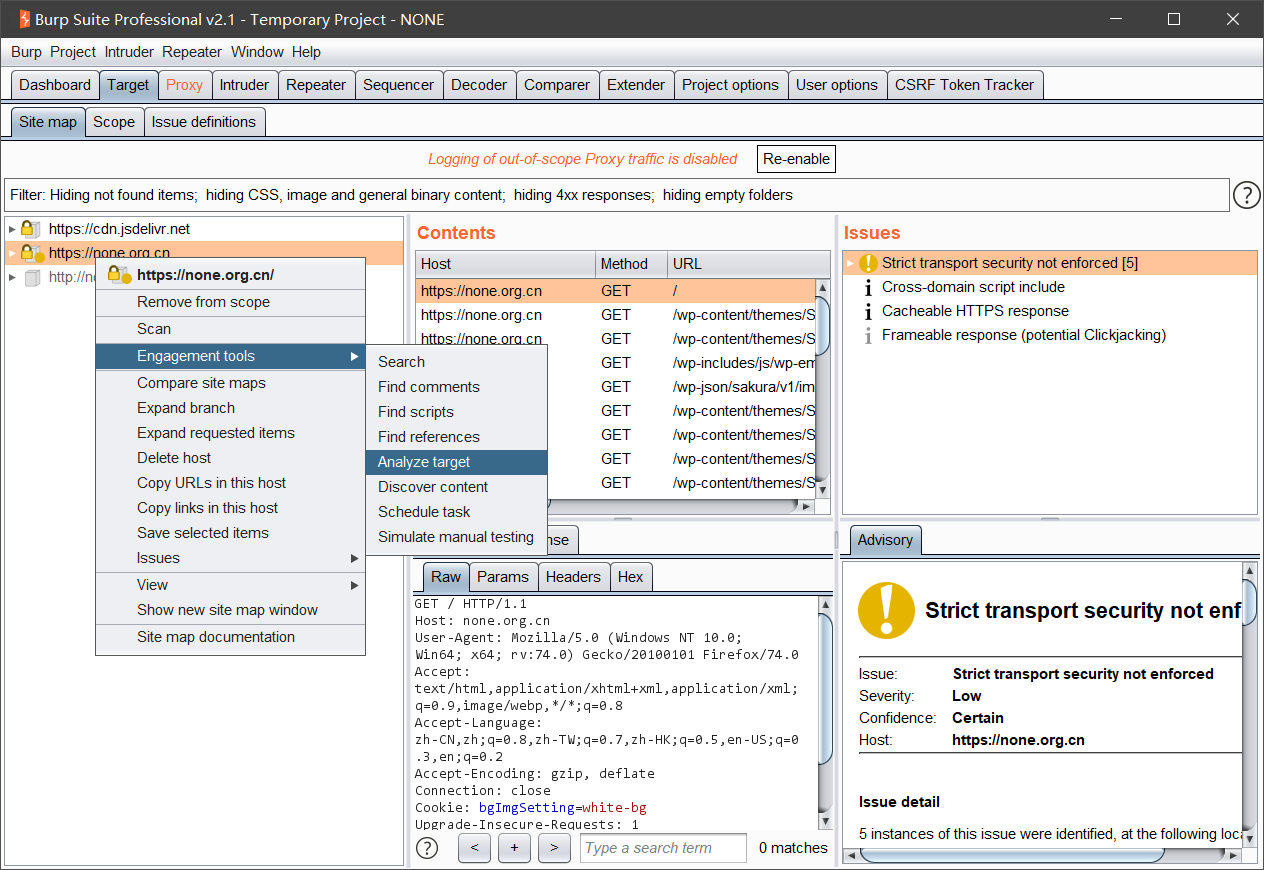 Burp Suite Professional v2.1 - Temporary Project - NONE
Burp Project Intruder Repeater Window Help
Dashboard Target Proxy Intruder Repeater Sequencer Decoder Comparer Extender Project options User options CSRF Token Tracker
Site map Scope Issue definitions
Logging of out-of-scope Proxy traffic is disabled Re-enable
Filter: Hiding not found items; hiding CSS, image and general binary content; hiding 4xx responses; hiding empty folders ?
https://cdn.jsdelivr.net
https://none.org.cn
http://
https://none.org.cn/
Remove from scope
Scan
Engagement tools
Compare site maps
Expand branch
Expand requested items
Delete host
Copy URLs in this host
Copy links in this host
Save selected items
Issues
View
Show new site map window
Site map documentation
Search
Find comments
Find scripts
Find references
Analyze target
Discover content
Schedule task
Simulate manual testing
Contents
Host Method URL
https://none.org.cn GET /
https://none.org.cn GET /wp-content/themes/S
https://none.org.cn GET /wp-content/themes/S
GET /wp-includes/js/wp-em
GET /wp-json/sakura/v1/im
GET /wp-content/themes/S
GET /wp-content/themes/S
GET /wp-content/themes/S
GET /wp-content/themes/S
Raw Params Headers Hex
GET / HTTP/1.1
Host: none.org.cn
User-Agent: Mozilla/5.0 (Windows NT 10.0;
Win64; x64; rv:74.0) Gecko/20100101 Firefox/74.0
Accept:
text/html,application/xhtml+xml,application/xml;
q=0.9,image/webp,*/*;q=0.8
Accept-Language:
zh-CN,zh;q=0.8,zh-TW;q=0.7,zh-HK;q=0.5,en-US;q=0
.3,en;q=0.2
Accept-Encoding: gzip, deflate
Connection: close
Cookie: bgImgSetting=white-bg
Upgrade-Insecure-Requests: 1
? < + > Type a search term 0 matches
Issues
Strict transport security not enforced [5]
Cross-domain script include
Cacheable HTTPS response
Frameable response (potential Clickjacking)
Advisory
Strict transport security not enf
Issue: Strict transport security not enforced
Severity: Low
Confidence: Certain
Host: https://none.org.cn
Issue detail
5 instances of this issue were identified, at the following loca